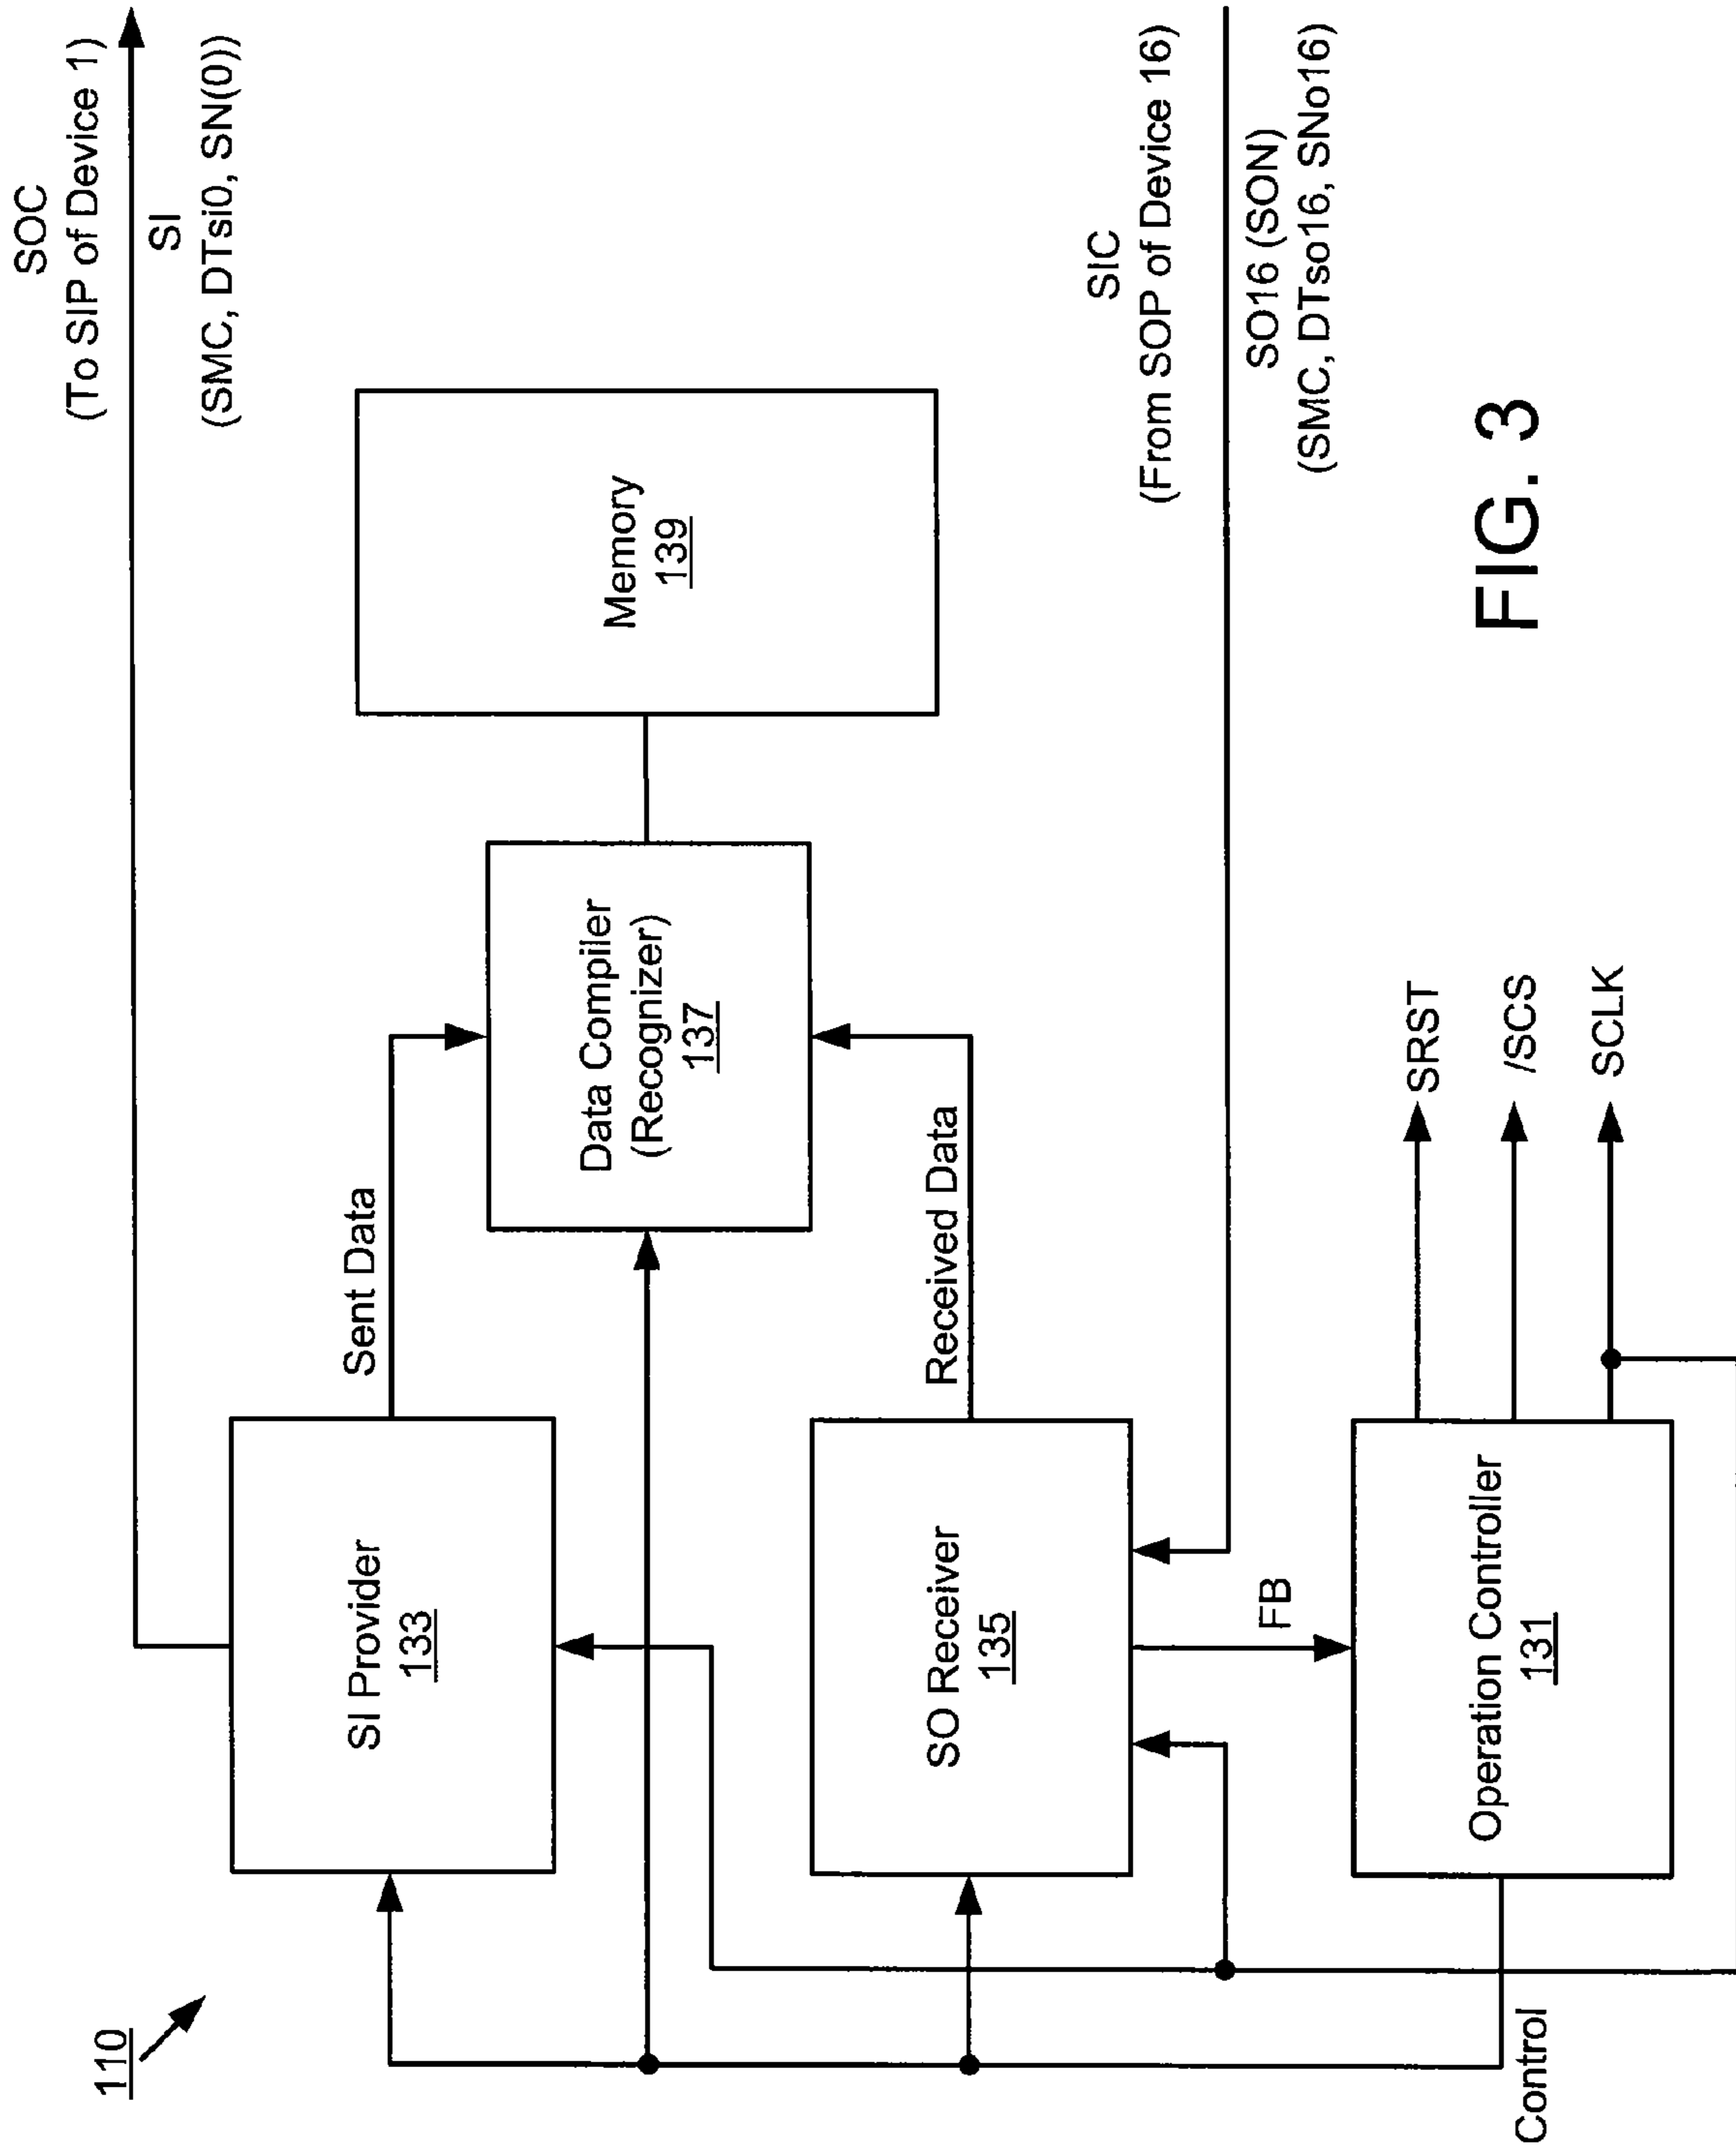 110
SOC
(To SIP of Device 1)
SI
(SMC, DTsi0, SN(0))
SI Provider
133
Sent Data
Data Compiler
(Recognizer)
137
Memory
139
Received Data
SO Receiver
135
SIC
(From SOP of Device 16)
SO16 (SON)
(SMC, DTso16, SNo16)
FB
Operation Controller
131
SRST
/SCS
SCLK
Control
FIG. 3